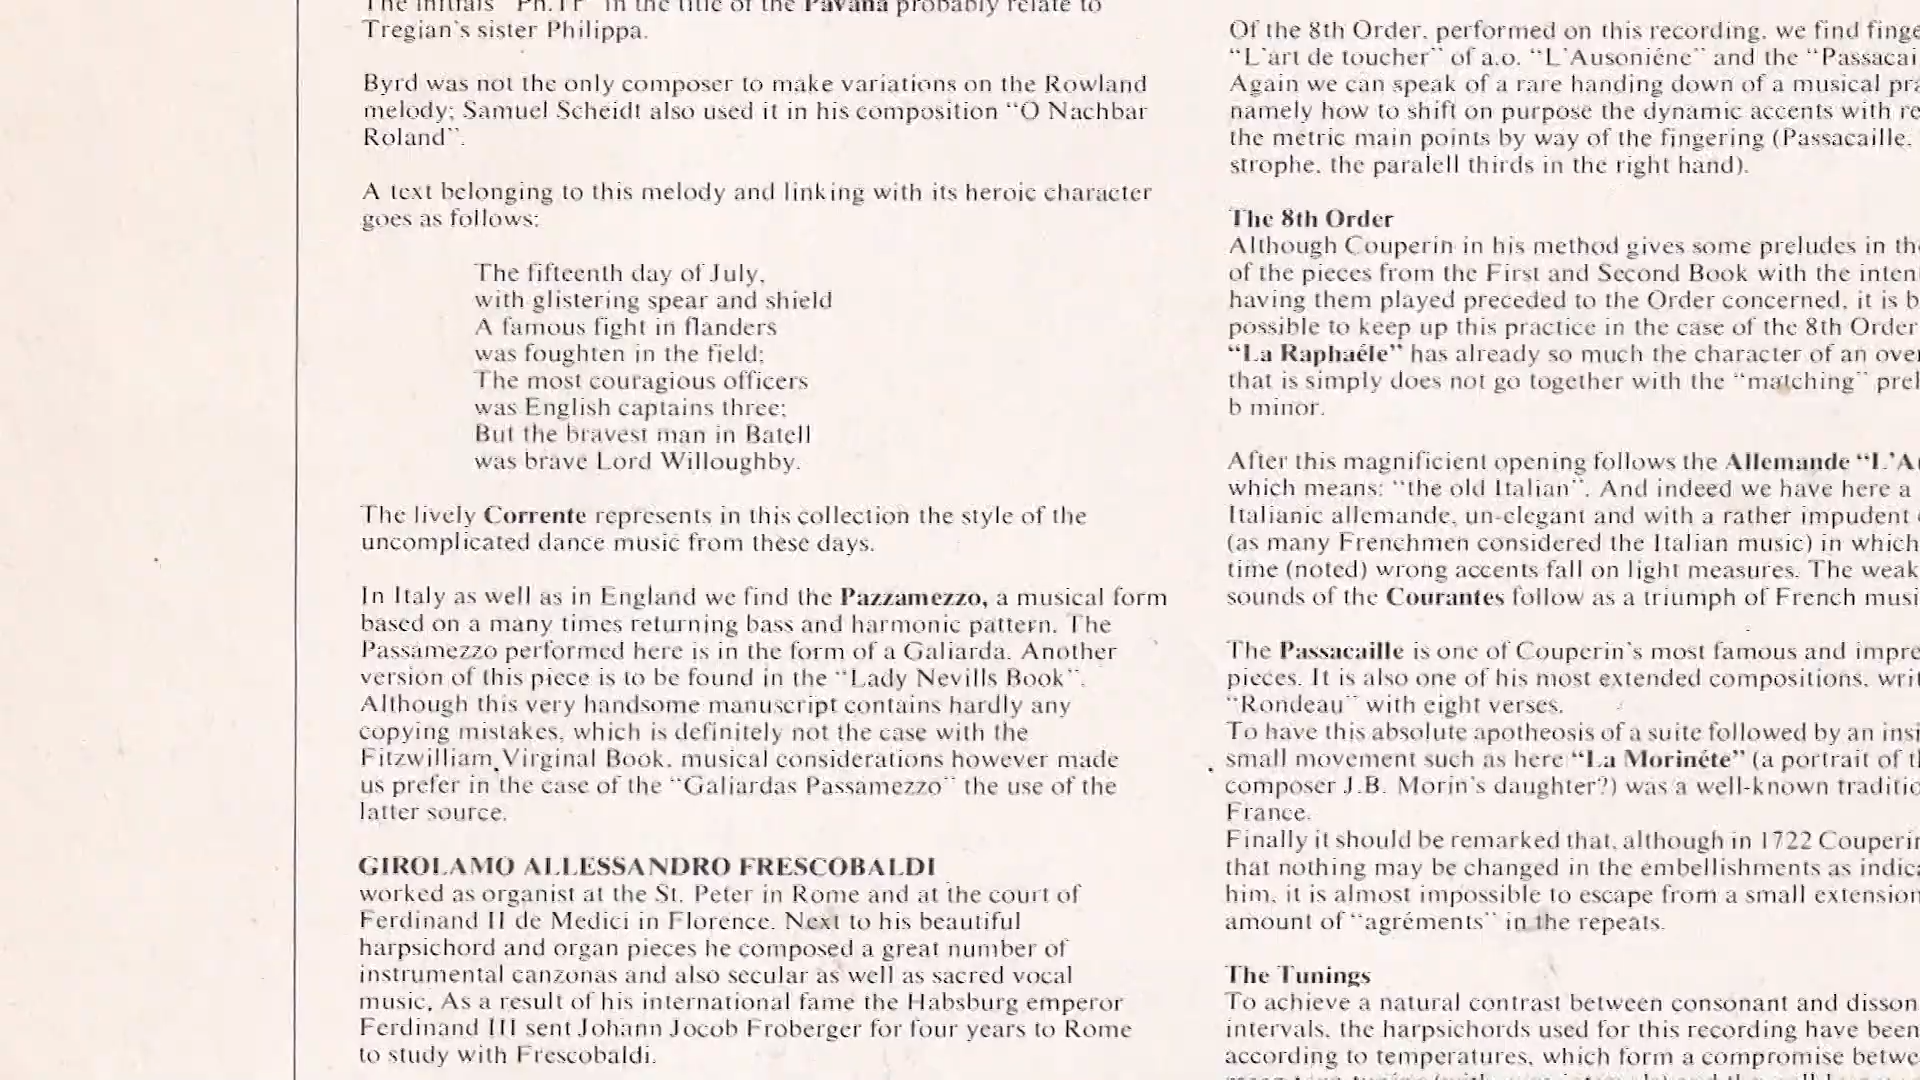 The initials "Ph.Tr" in the title of the Pavana probably relate to
Tregian's sister Philippa.
Byrd was not the only composer to make variations on the Rowland
melody; Samuel Scheidt also used it in his composition "O Nachbar
Roland".
A text belonging to this melody and linking with its heroic character
goes as follows:
The fifteenth day of July,
with glistering spear and shield
A famous fight in flanders
was foughten in the field;
The most couragious officers
was English captains three;
But the bravest man in Batell
was brave Lord Willoughby.
The lively Corrente represents in this collection the style of the
uncomplicated dance music from these days.
In Italy as well as in England we find the Pazzamezzo, a musical form
based on a many times returning bass and harmonic pattern. The
Passamezzo performed here is in the form of a Galiarda. Another
version of this piece is to be found in the "Lady Nevills Book".
Although this very handsome manuscript contains hardly any
copying mistakes, which is definitely not the case with the
Fitzwilliam Virginal Book, musical considerations however made
us prefer in the case of the "Galiardas Passamezzo" the use of the
latter source.
GIROLAMO ALLESSANDRO FRESCOBALDI
worked as organist at the St. Peter in Rome and at the court of
Ferdinand II de Medici in Florence. Next to his beautiful
harpsichord and organ pieces he composed a great number of
instrumental canzonas and also secular as well as sacred vocal
music, As a result of his international fame the Habsburg emperor
Ferdinand III sent Johann Jocob Froberger for four years to Rome
to study with Frescobaldi.
Of the 8th Order, performed on this recording, we find
"L'art de toucher" of a.o. "L'Ausoniéne" and the
Again we can speak of a rare handing down of a musical
namely how to shift on purpose the dynamic accents with
the metric main points by way of the fingering (Passacaille,
strophe, the paralell thirds in the right hand).
The 8th Order
Although Couperin in his method gives some preludes in
of the pieces from the First and Second Book with the
having them played preceded to the Order concerned, it is
possible to keep up this practice in the case of the 8th Order
"La Raphaéle" has already so much the character of an
that is simply does not go together with the "matching"
b minor.
After this magnificient opening follows the Allemande
which means: "the old Italian". And indeed we have here a
Italianic allemande, un-elegant and with a rather impudent
(as many Frenchmen considered the Italian music) in which
time (noted) wrong accents fall on light measures. The weak
sounds of the Courantes follow as a triumph of French
The Passacaille is one of Couperin's most famous and
pieces. It is also one of his most extended compositions,
"Rondeau" with eight verses.
To have this absolute apotheosis of a suite followed by an
small movement such as here "La Morinéte" (a portrait of
composer J.B. Morin's daughter?) was a well-known
France.
Finally it should be remarked that, although in 1722
that nothing may be changed in the embellishments as
him, it is almost impossible to escape from a small extension
amount of "agréments" in the repeats.
The Tunings
To achieve a natural contrast between consonant and
intervals, the harpsichords used for this recording have been
according to temperatures, which form a compromise